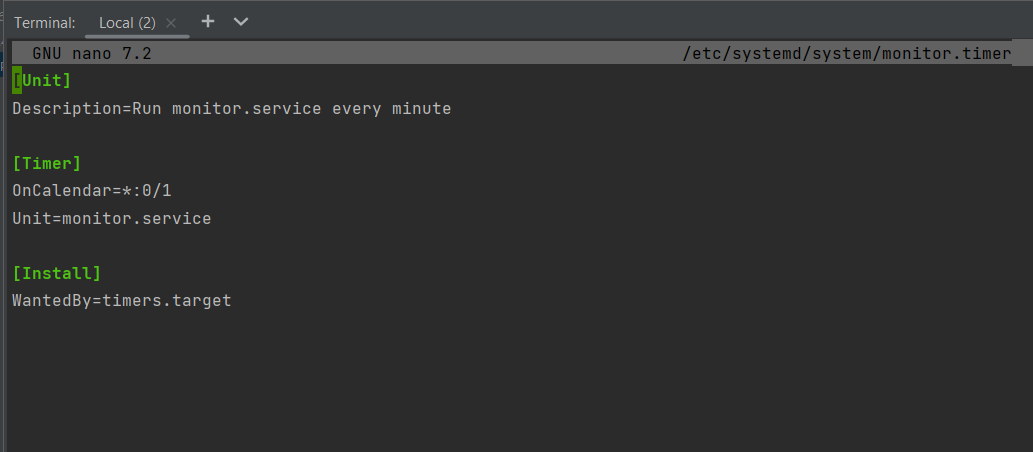 Terminal: Local (2)
GNU nano 7.2 /etc/systemd/system/monitor.timer
[Unit]
Description=Run monitor.service every minute
[Timer]
OnCalendar=*:0/1
Unit=monitor.service
[Install]
WantedBy=timers.target